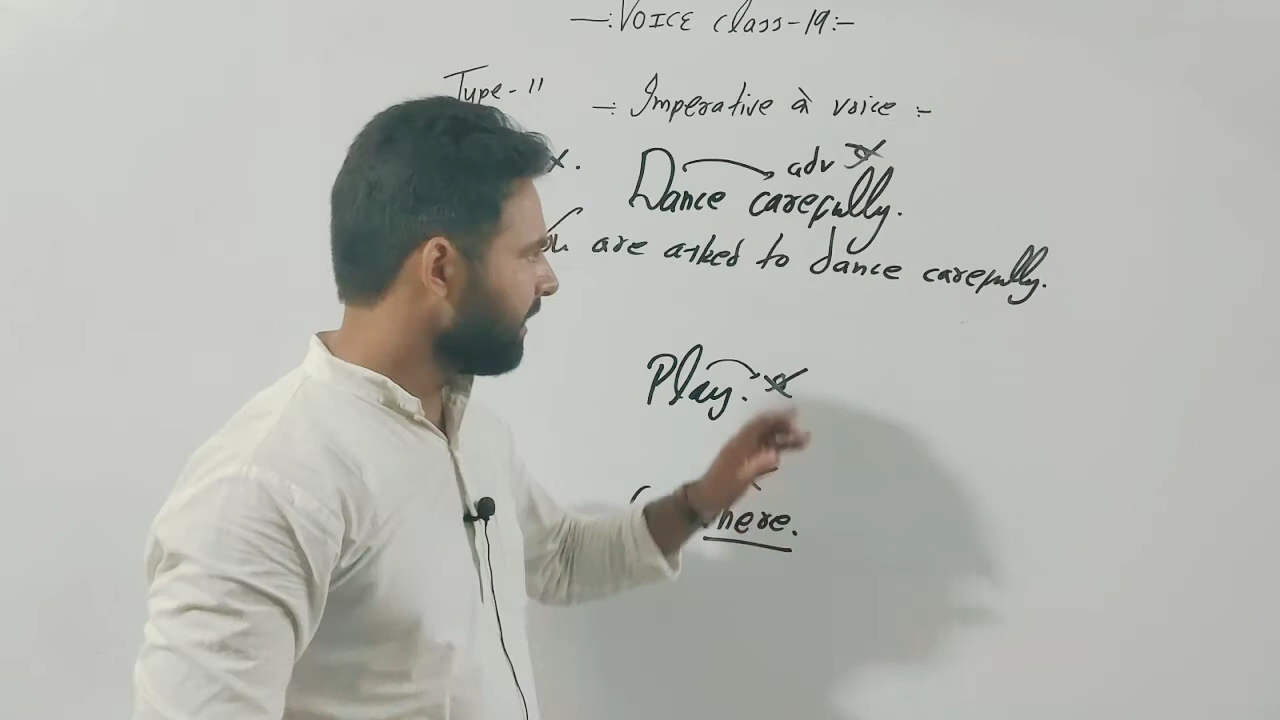 —:VOICE Class-19:—
Type-11
-: Imperative à voice :-
x. Dance carefully.
adv
are asked to dance carefully.
Play.
here.